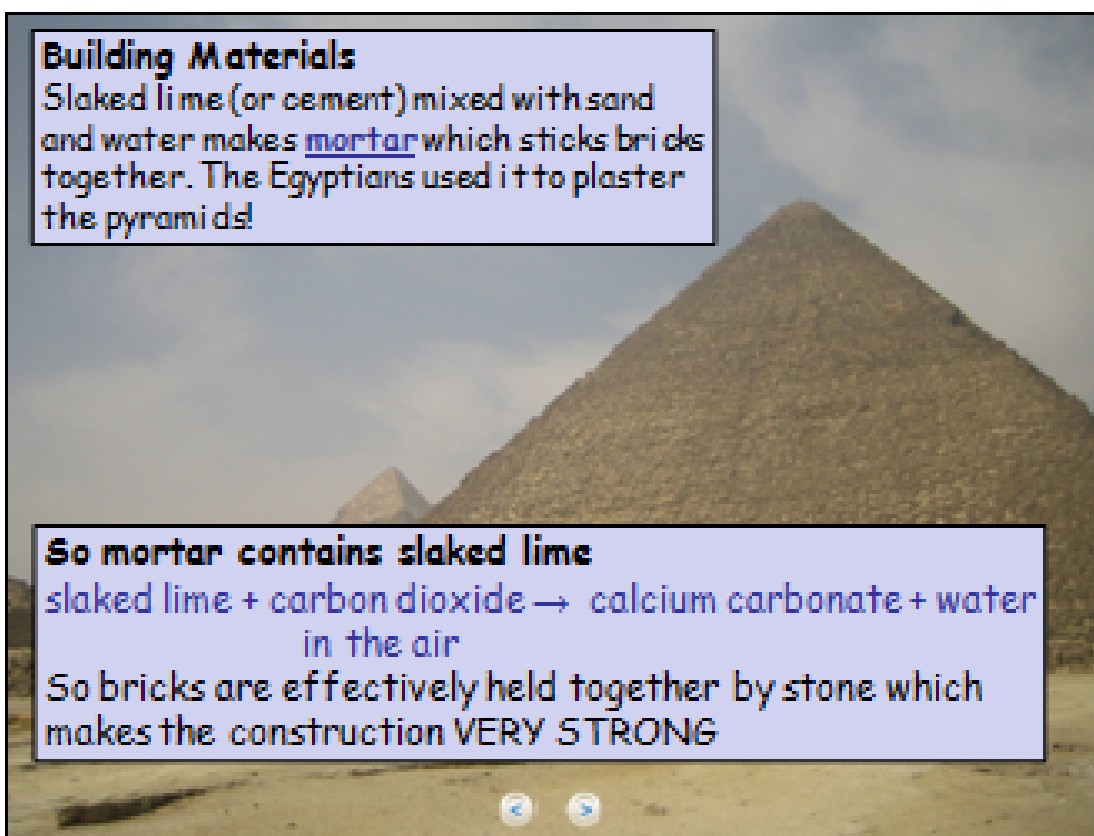 Building Materials
Slaked lime (or cement) mixed with sand
and water makes mortar which sticks bricks
together. The Egyptians used it to plaster
the pyramids!
So mortar contains slaked lime
slaked lime + carbon dioxide → calcium carbonate + water
in the air
So bricks are effectively held together by stone which
makes the construction VERY STRONG
< >